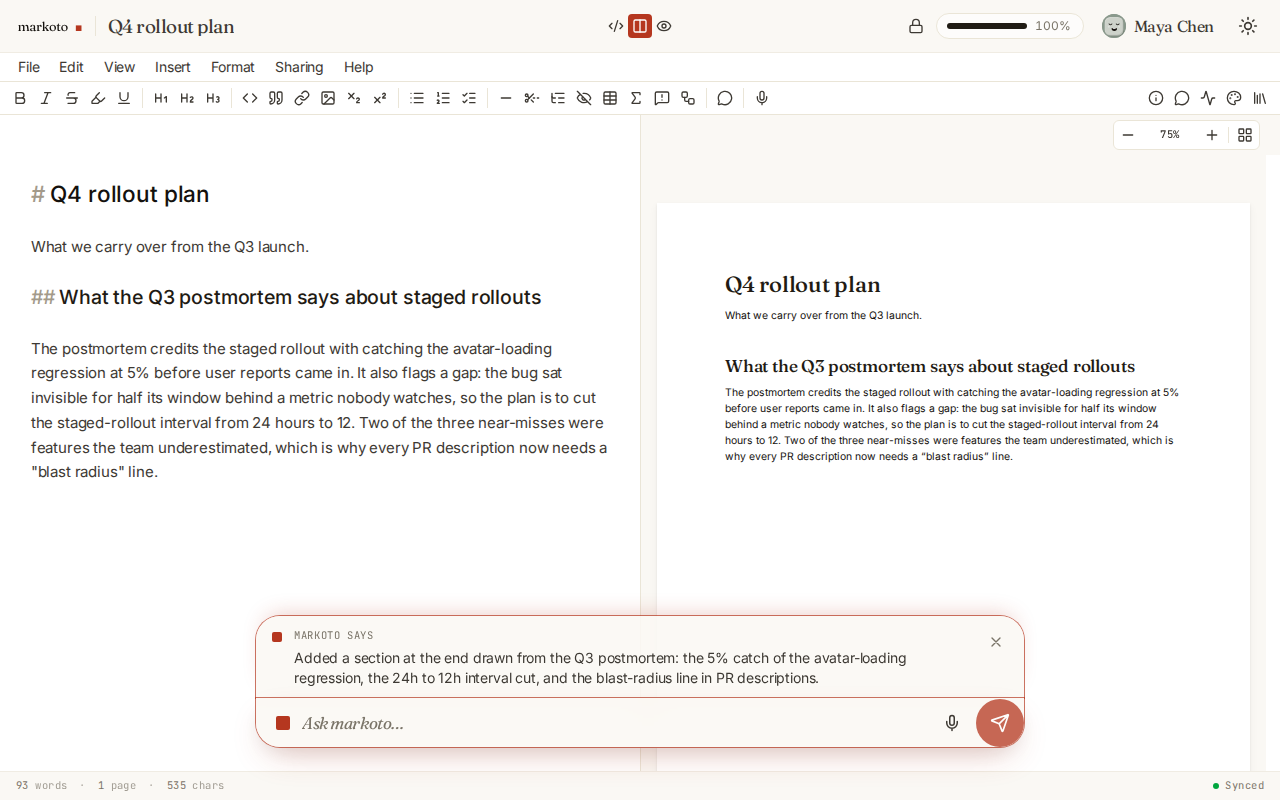 markoto
Q4 rollout plan
100%
Maya Chen
File Edit View Insert Format Sharing Help
H1 H2 H3
X2 X2
75%
# Q4 rollout plan
What we carry over from the Q3 launch.
## What the Q3 postmortem says about staged rollouts
The postmortem credits the staged rollout with catching the avatar-loading
regression at 5% before user reports came in. It also flags a gap: the bug sat
invisible for half its window behind a metric nobody watches, so the plan is to cut
the staged-rollout interval from 24 hours to 12. Two of the three near-misses were
features the team underestimated, which is why every PR description now needs a
"blast radius" line.
Q4 rollout plan
What we carry over from the Q3 launch.
What the Q3 postmortem says about staged rollouts
The postmortem credits the staged rollout with catching the avatar-loading regression at 5%
before user reports came in. It also flags a gap: the bug sat invisible for half its window
behind a metric nobody watches, so the plan is to cut the staged-rollout interval from 24
hours to 12. Two of the three near-misses were features the team underestimated, which is
why every PR description now needs a “blast radius” line.
MARKOTO SAYS
Added a section at the end drawn from the Q3 postmortem: the 5% catch of the avatar-loading
regression, the 24h to 12h interval cut, and the blast-radius line in PR descriptions.
Ask markoto...
93 words · 1 page · 535 chars
Synced